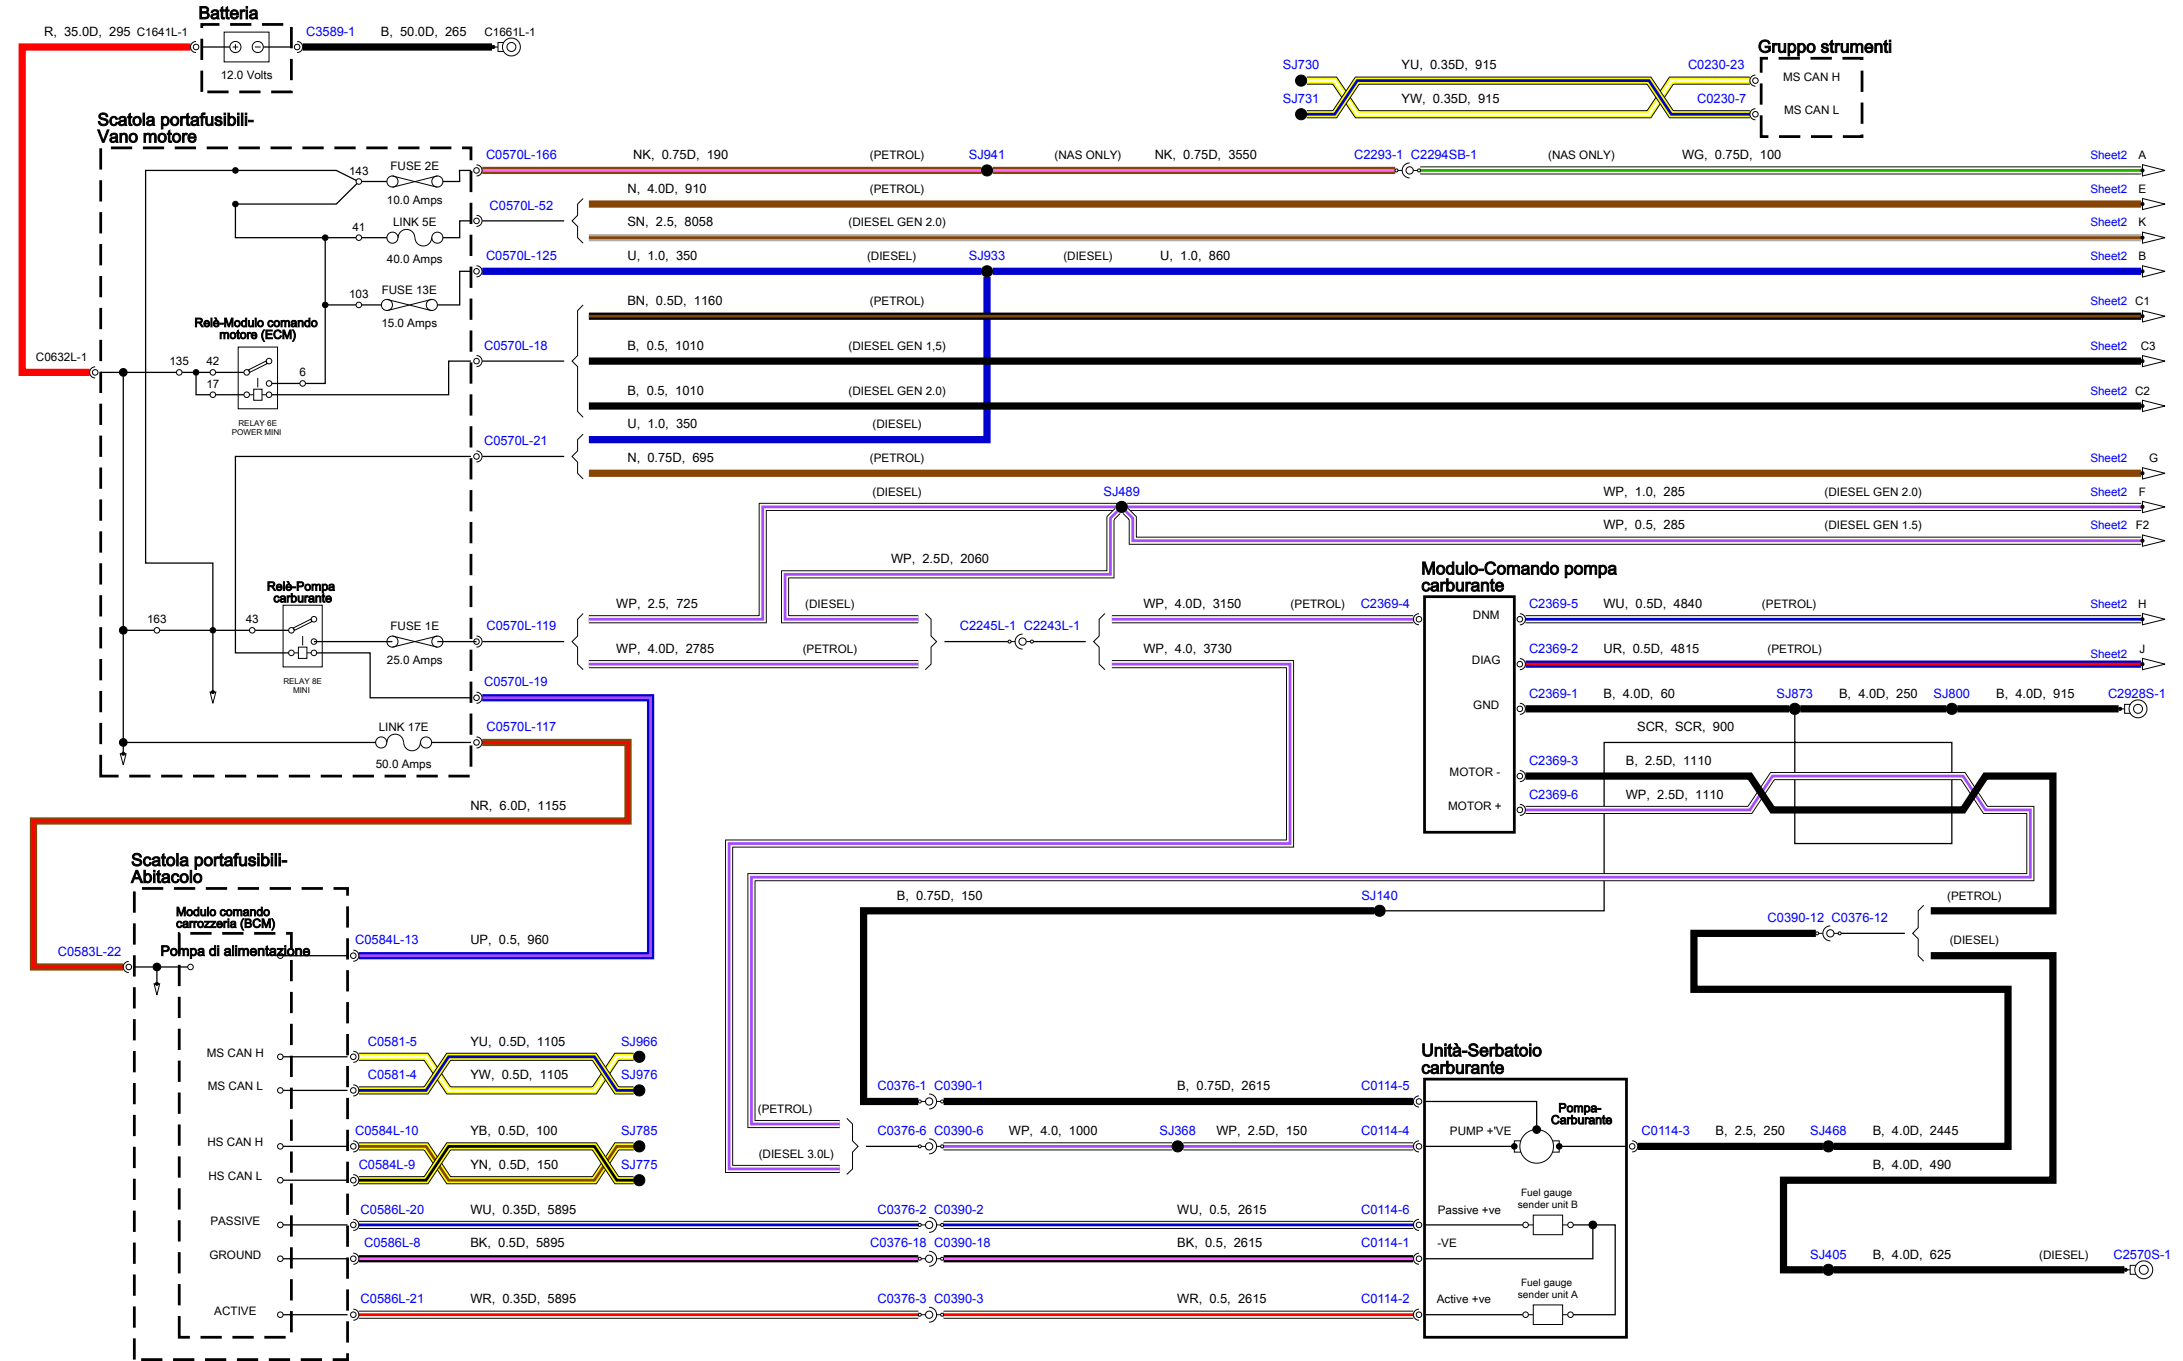 Batteria
R, 35.0D, 295 C1641L-1
C3589-1 B, 50.0D, 265 C1661L-1
12.0 Volts
Gruppo strumenti
SJ730 YU, 0.35D, 915 C0230-23 MS CAN H
SJ731 YW, 0.35D, 915 C0230-7 MS CAN L
Scatola portafusibili-
Vano motore
C0570L-166 NK, 0.75D, 190 (PETROL) SJ941 (NAS ONLY) NK, 0.75D, 3550 C2293-1 C2294SB-1 (NAS ONLY) WG, 0.75D, 100 Sheet2 A
143 FUSE 2E
10.0 Amps
N, 4.0D, 910 (PETROL) Sheet2 E
C0570L-52
41 LINK 5E
40.0 Amps
SN, 2.5, 8058 (DIESEL GEN 2.0) Sheet2 K
C0570L-125 U, 1.0, 350 (DIESEL) SJ933 (DIESEL) U, 1.0, 860 Sheet2 B
103 FUSE 13E
15.0 Amps
BN, 0.5D, 1160 (PETROL) Sheet2 C1
Relè-Modulo comando
motore (ECM)
C0632L-1 135 42 17 6
RELAY 6E
POWER MINI
C0570L-18 B, 0.5, 1010 (DIESEL GEN 1,5) Sheet2 C3
B, 0.5, 1010 (DIESEL GEN 2.0) Sheet2 C2
U, 1.0, 350 (DIESEL)
C0570L-21
N, 0.75D, 695 (PETROL) Sheet2 G
(DIESEL) SJ489 WP, 1.0, 285 (DIESEL GEN 2.0) Sheet2 F
WP, 0.5, 285 (DIESEL GEN 1.5) Sheet2 F2
WP, 2.5D, 2060
Relè-Pompa
carburante
163 43 FUSE 1E
25.0 Amps
RELAY 8E
MINI
WP, 2.5, 725 (DIESEL)
C0570L-119
WP, 4.0D, 2785 (PETROL)
C2245L-1 C2243L-1
WP, 4.0D, 3150 (PETROL) C2369-4
WP, 4.0, 3730
C0570L-19
C0570L-117
LINK 17E
50.0 Amps
NR, 6.0D, 1155
Modulo-Comando pompa
carburante
DNM C2369-5 WU, 0.5D, 4840 (PETROL) Sheet2 H
DIAG C2369-2 UR, 0.5D, 4815 (PETROL) Sheet2 J
GND C2369-1 B, 4.0D, 60 SJ873 B, 4.0D, 250 SJ800 B, 4.0D, 915 C2928S-1
SCR, SCR, 900
MOTOR - C2369-3 B, 2.5D, 1110
MOTOR + C2369-6 WP, 2.5D, 1110
Scatola portafusibili-
Abitacolo
Modulo comando
carrozzeria (BCM)
C0583L-22 Pompa di alimentazione C0584L-13 UP, 0.5, 960
B, 0.75D, 150 SJ140
(PETROL)
C0390-12 C0376-12
(DIESEL)
MS CAN H C0581-5 YU, 0.5D, 1105 SJ966
MS CAN L C0581-4 YW, 0.5D, 1105 SJ976
HS CAN H C0584L-10 YB, 0.5D, 100 SJ785
HS CAN L C0584L-9 YN, 0.5D, 150 SJ775
Unità-Serbatoio
carburante
C0376-1 C0390-1 B, 0.75D, 2615 C0114-5
(PETROL)
C0376-6 C0390-6 WP, 4.0, 1000 SJ368 WP, 2.5D, 150 C0114-4 PUMP +'VE
(DIESEL 3.0L)
Pompa-
Carburante
C0114-3 B, 2.5, 250 SJ468 B, 4.0D, 2445
B, 4.0D, 490
PASSIVE C0586L-20 WU, 0.35D, 5895 C0376-2 C0390-2 WU, 0.5, 2615 C0114-6 Passive +ve
Fuel gauge
sender unit B
GROUND C0586L-8 BK, 0.5D, 5895 C0376-18 C0390-18 BK, 0.5, 2615 C0114-1 -VE
SJ405 B, 4.0D, 625 (DIESEL) C2570S-1
ACTIVE C0586L-21 WR, 0.35D, 5895 C0376-3 C0390-3 WR, 0.5, 2615 C0114-2 Active +ve
Fuel gauge
sender unit A